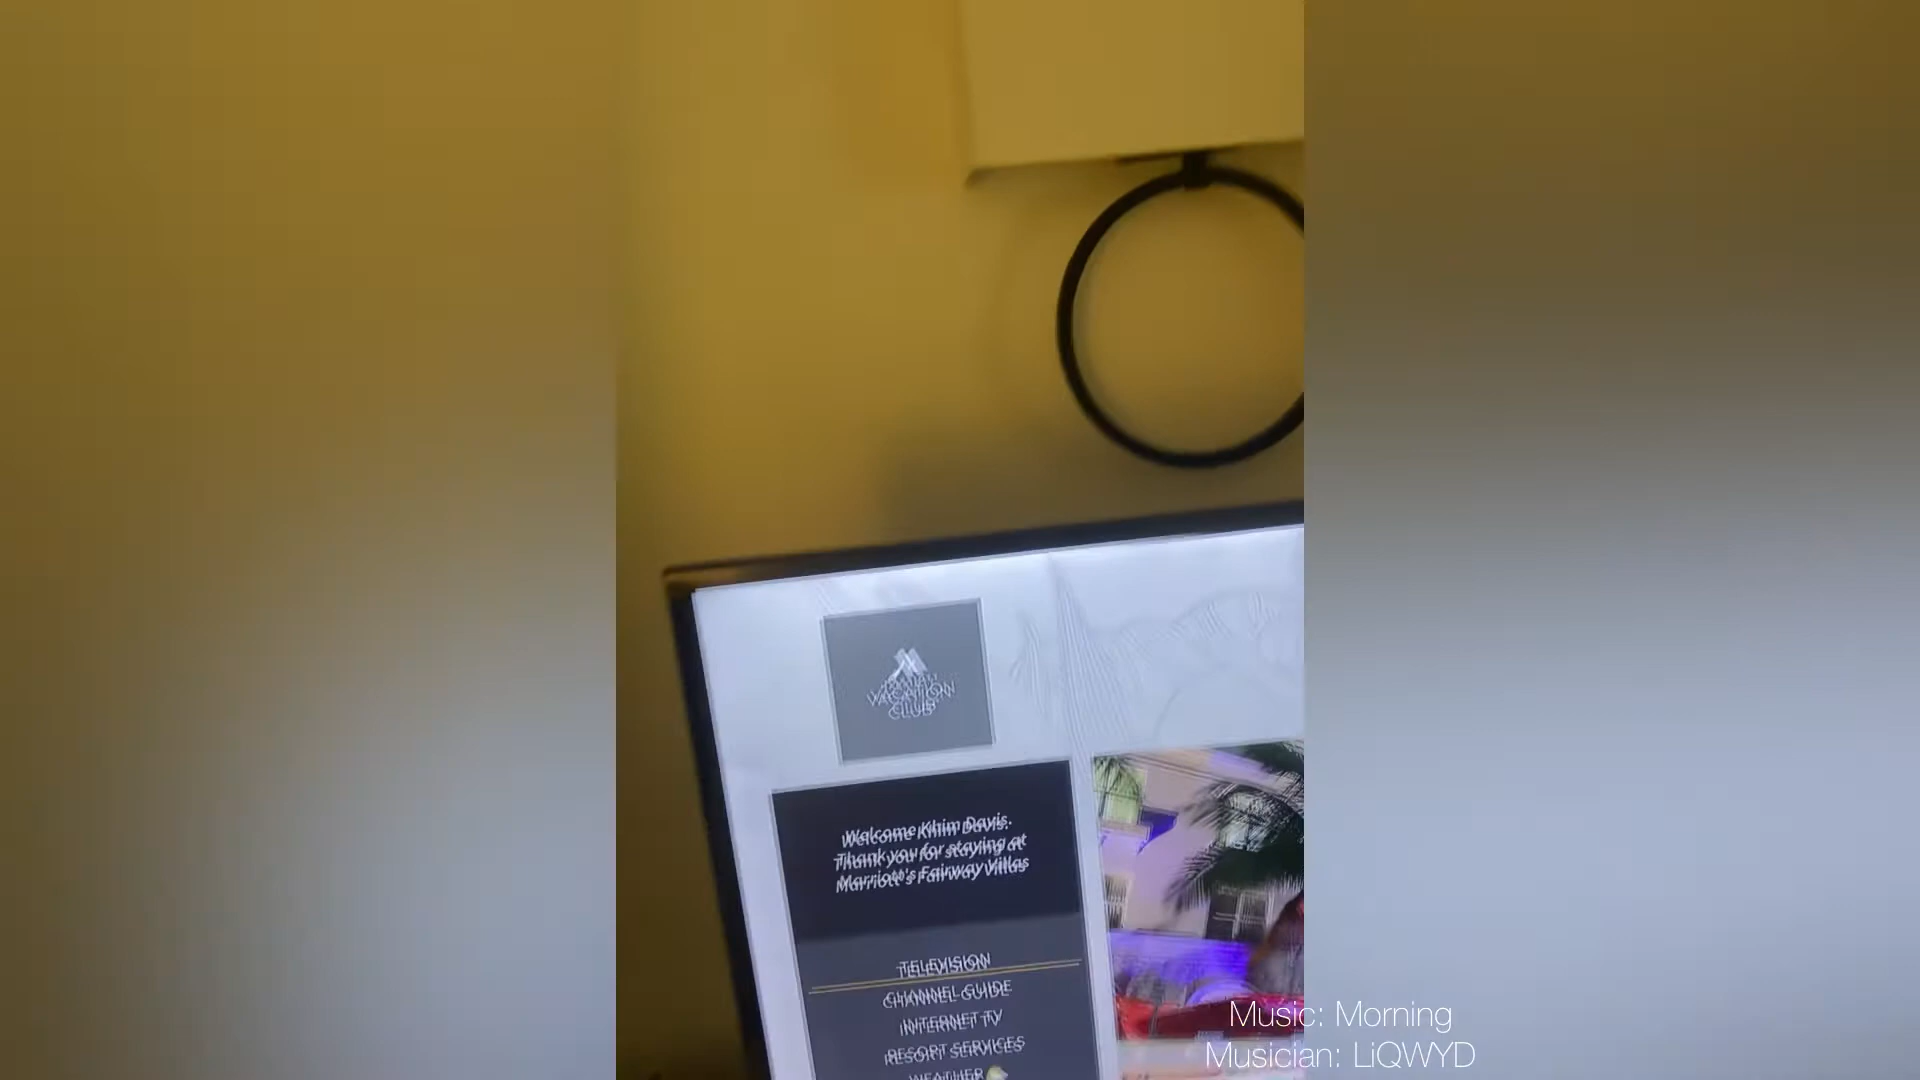 VACATION
CLUB
Welcome Khim Davis.
Thank you for staying at
Marriott's Fairway Villas
TELEVISION
CHANNEL GUIDE
INTERNET TV
RESORT SERVICES
WEATHER
Music: Morning
Musician: LiQWYD